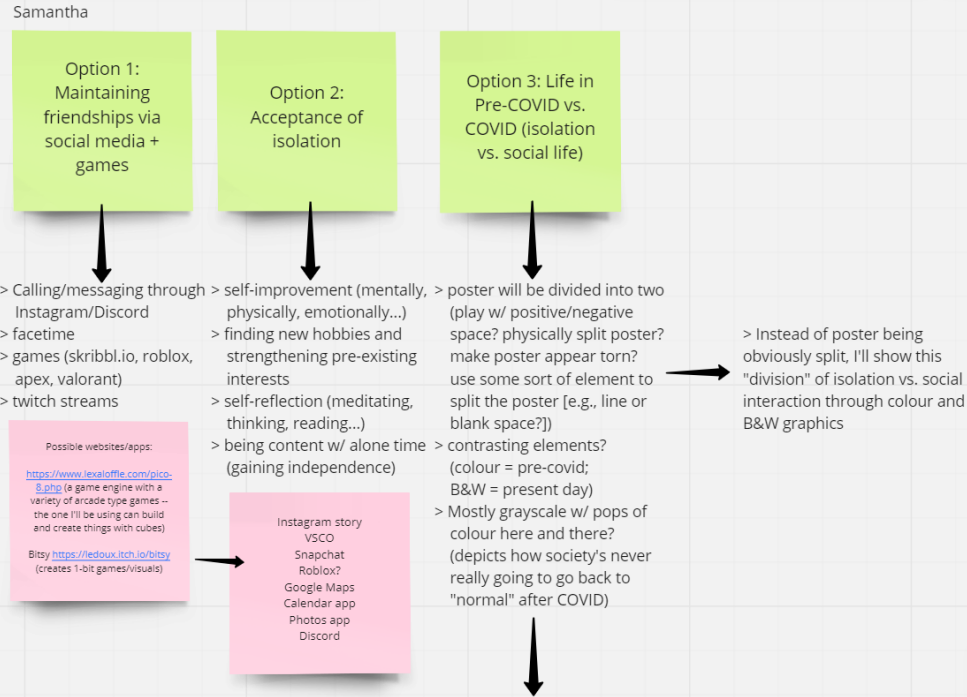 Samantha
Option 1:
Maintaining
friendships via
social media +
games
Option 2:
Acceptance of
isolation
Option 3: Life in
Pre-COVID vs.
COVID (isolation
vs. social life)
> Calling/messaging through
Instagram/Discord
> facetime
> games (skribbl.io, roblox,
apex, valorant)
> twitch streams
> self-improvement (mentally,
physically, emotionally...)
> finding new hobbies and
strengthening pre-existing
interests
> self-reflection (meditating,
thinking, reading...)
> being content w/ alone time
(gaining independence)
> poster will be divided into two
(play w/ positive/negative
space? physically split poster?
make poster appear torn?
use some sort of element to
split the poster [e.g., line or
blank space?])
> contrasting elements?
(colour = pre-covid;
B&W = present day)
> Mostly grayscale w/ pops of
colour here and there?
(depicts how society's never
really going to go back to
"normal" after COVID)
> Instead of poster being
obviously split, I'll show this
"division" of isolation vs. social
interaction through colour and
B&W graphics
Possible websites/apps:
https://www.lexaloffle.com/pico-
8.php (a game engine with a
variety of arcade type games --
the one I'll be using can build
and create things with cubes)
Bitsy https://ledoux.itch.io/bitsy
(creates 1-bit games/visuals)
Instagram story
VSCO
Snapchat
Roblox?
Google Maps
Calendar app
Photos app
Discord